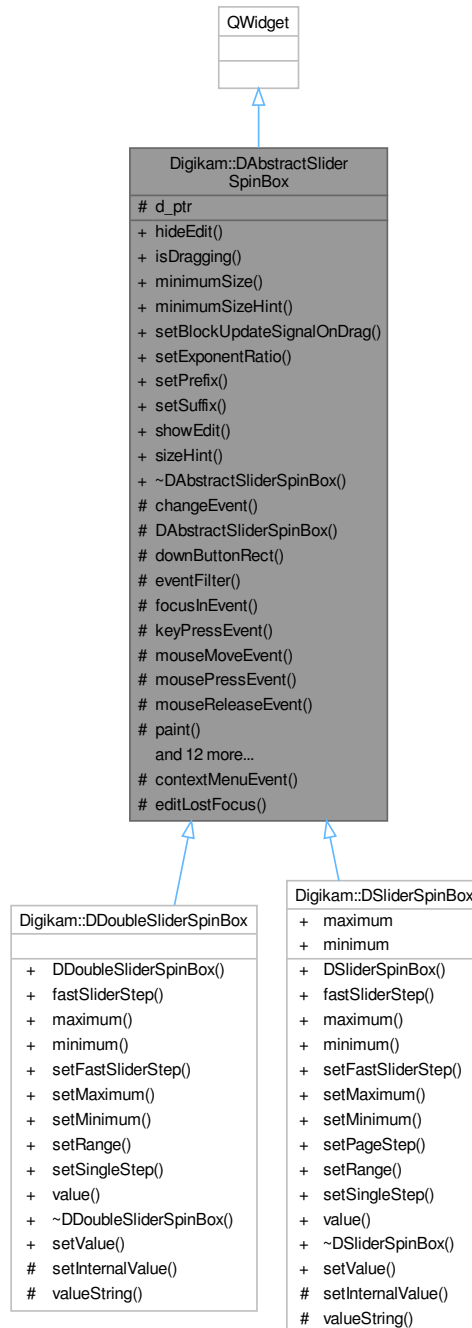 QWidget
Digikam::DAbstractSlider
SpinBox
# d_ptr
+ hideEdit()
+ isDragging()
+ minimumSize()
+ minimumSizeHint()
+ setBlockUpdateSignalOnDrag()
+ setExponentRatio()
+ setPrefix()
+ setSuffix()
+ showEdit()
+ sizeHint()
+ ~DAbstractSliderSpinBox()
# changeEvent()
# DAbstractSliderSpinBox()
# downButtonRect()
# eventFilter()
# focusInEvent()
# keyPressEvent()
# mouseMoveEvent()
# mousePressEvent()
# mouseReleaseEvent()
# paint()
and 12 more...
# contextMenuEvent()
# editLostFocus()
Digikam::DDoubleSliderSpinBox
+ DDoubleSliderSpinBox()
+ fastSliderStep()
+ maximum()
+ minimum()
+ setFastSliderStep()
+ setMaximum()
+ setMinimum()
+ setRange()
+ setSingleStep()
+ value()
+ ~DDoubleSliderSpinBox()
+ setValue()
# setInternalValue()
# valueString()
Digikam::DSliderSpinBox
+ maximum
+ minimum
+ DSliderSpinBox()
+ fastSliderStep()
+ maximum()
+ minimum()
+ setFastSliderStep()
+ setMaximum()
+ setMinimum()
+ setPageStep()
+ setRange()
+ setSingleStep()
+ value()
+ ~DSliderSpinBox()
+ setValue()
# setInternalValue()
# valueString()